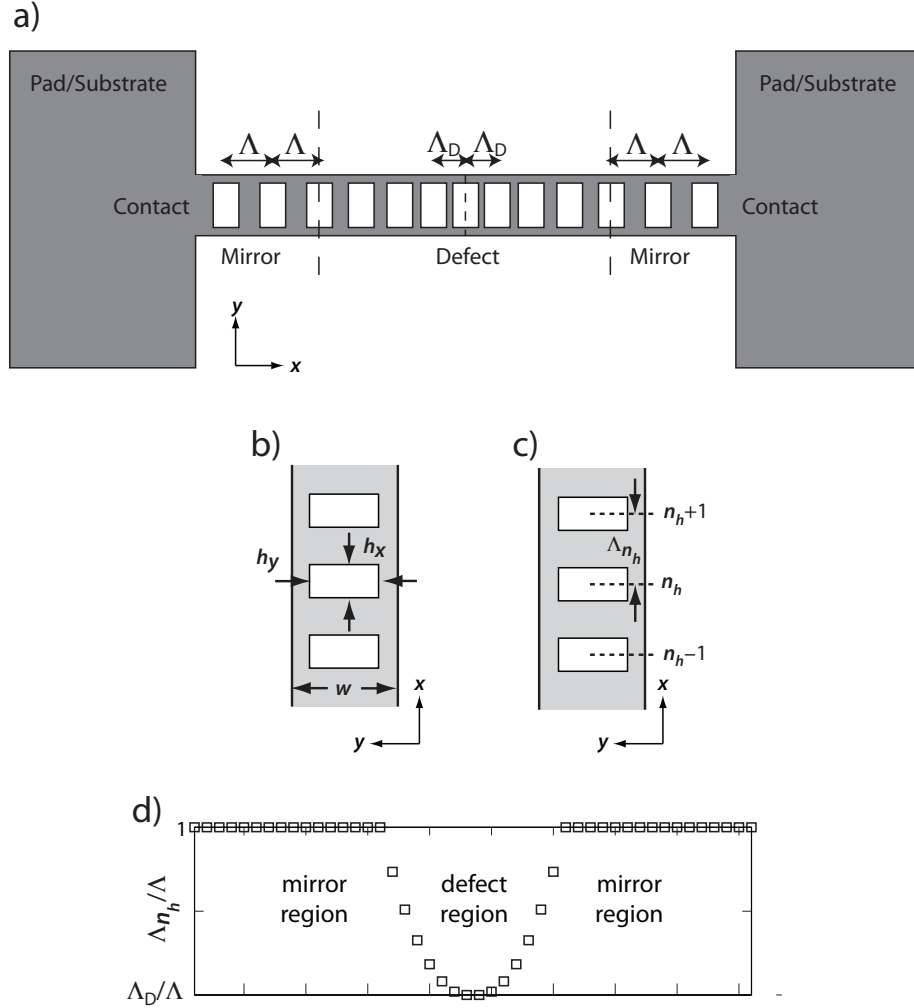 a)
Pad/Substrate
Pad/Substrate
Λ Λ Λ_D Λ_D Λ Λ
Contact
Contact
Mirror
Defect
Mirror
y
x
b)
h_x
h_y
w
x
y
c)
n_h+1
Λ_{n_h}
n_h
n_h−1
x
y
d)
1
Λ_{n_h}/Λ
mirror region
defect region
mirror region
Λ_D/Λ